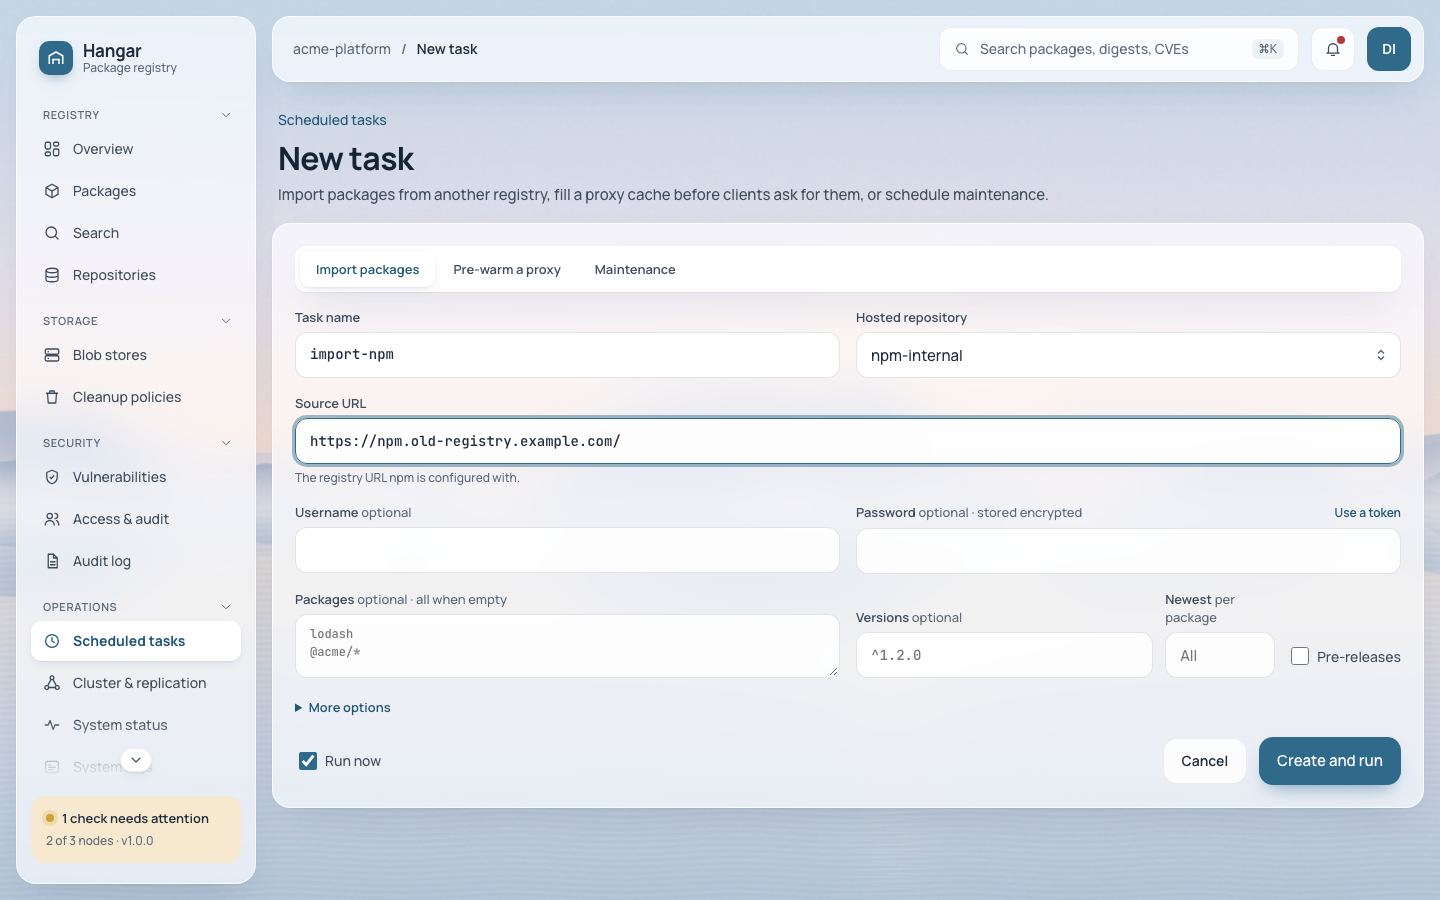 Hangar
Package registry
REGISTRY
Overview
Packages
Search
Repositories
STORAGE
Blob stores
Cleanup policies
SECURITY
Vulnerabilities
Access & audit
Audit log
OPERATIONS
Scheduled tasks
Cluster & replication
System status
System
1 check needs attention
2 of 3 nodes · v1.0.0
acme-platform / New task
Search packages, digests, CVEs ⌘K
DI
Scheduled tasks
New task
Import packages from another registry, fill a proxy cache before clients ask for them, or schedule maintenance.
Import packages Pre-warm a proxy Maintenance
Task name
import-npm
Hosted repository
npm-internal
Source URL
https://npm.old-registry.example.com/
The registry URL npm is configured with.
Username optional
Password optional · stored encrypted Use a token
Packages optional · all when empty
lodash
@acme/*
Versions optional
^1.2.0
Newest per
package
All
Pre-releases
More options
Run now
Cancel
Create and run